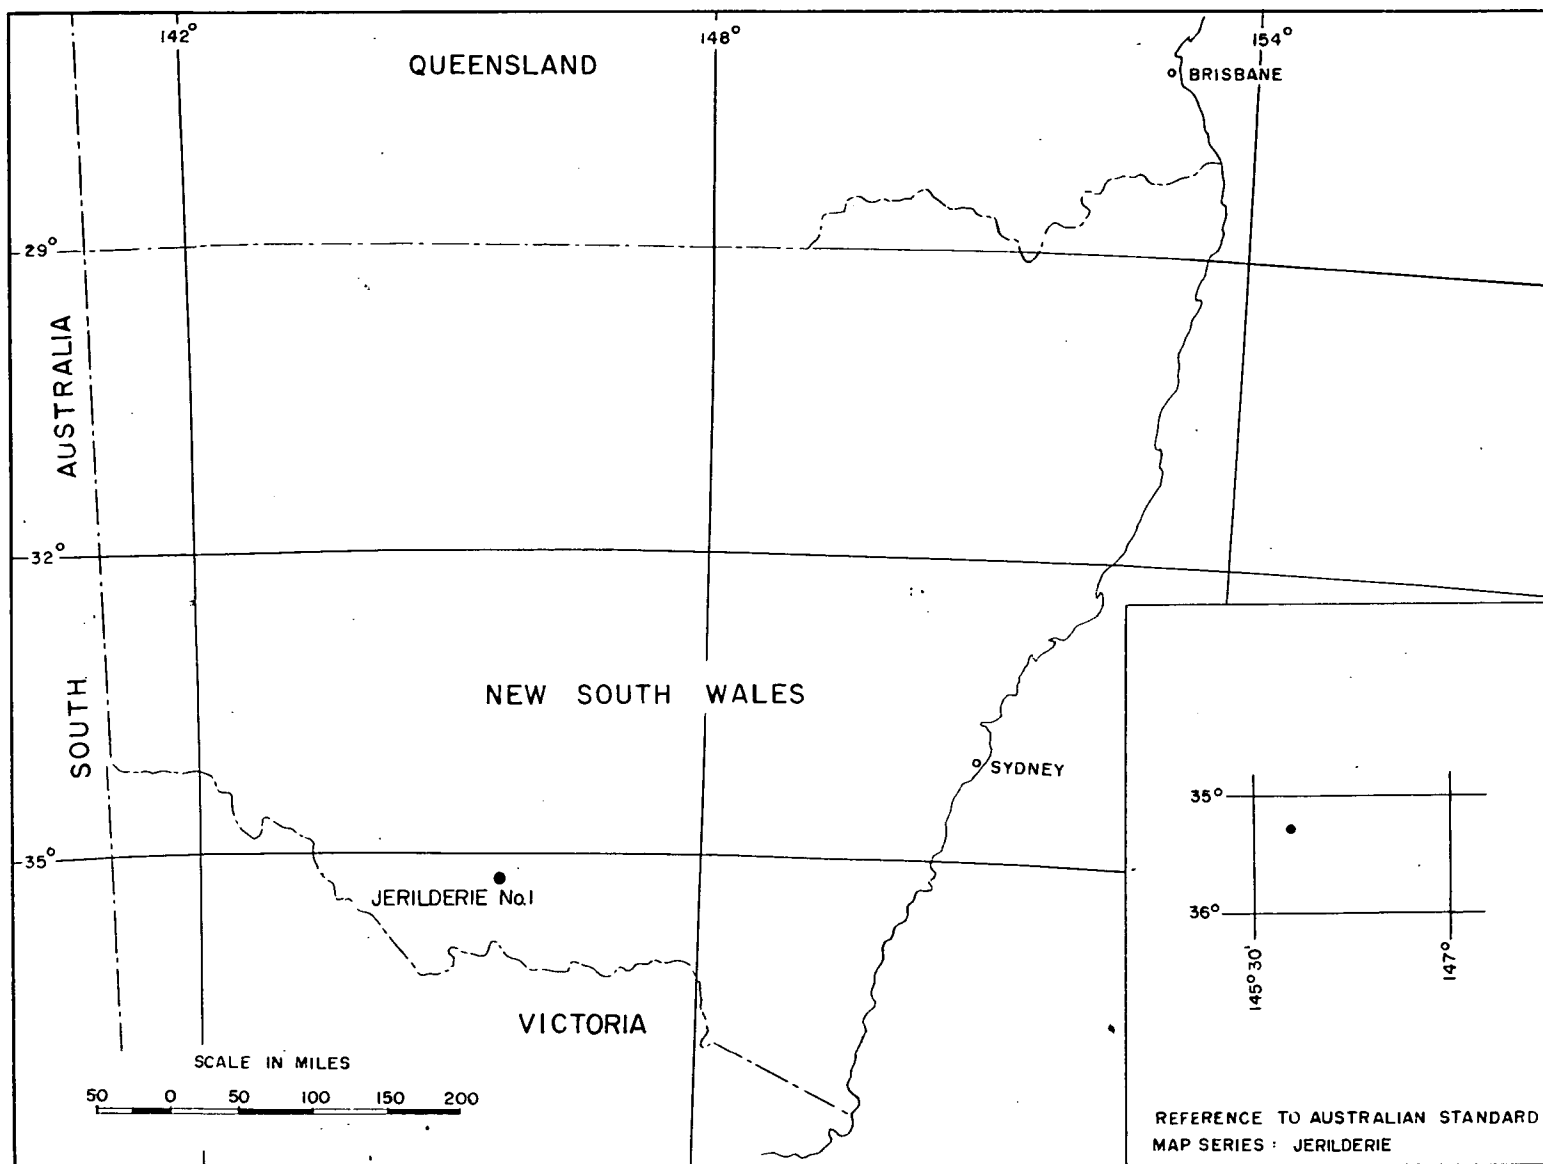 142°
148°
154°
QUEENSLAND
BRISBANE
29°
AUSTRALIA
32°
NEW SOUTH WALES
SOUTH
SYDNEY
35°
35°
JERILDERIE No.1
36°
145° 30'
147°
VICTORIA
SCALE IN MILES
50 0 50 100 150 200
REFERENCE TO AUSTRALIAN STANDARD
MAP SERIES : JERILDERIE